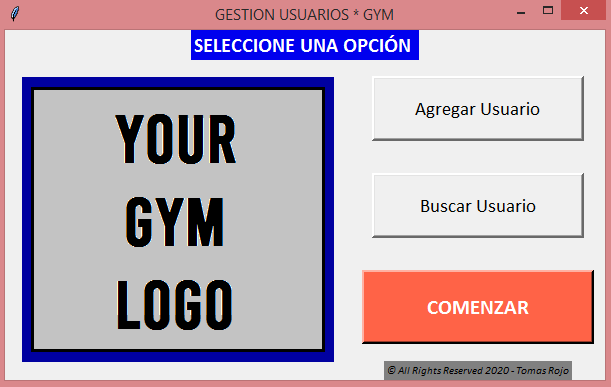 GESTION USUARIOS * GYM
SELECCIONE UNA OPCIÓN
YOUR
GYM
LOGO
Agregar Usuario
Buscar Usuario
COMENZAR
© All Rights Reserved 2020 - Tomas Rojo